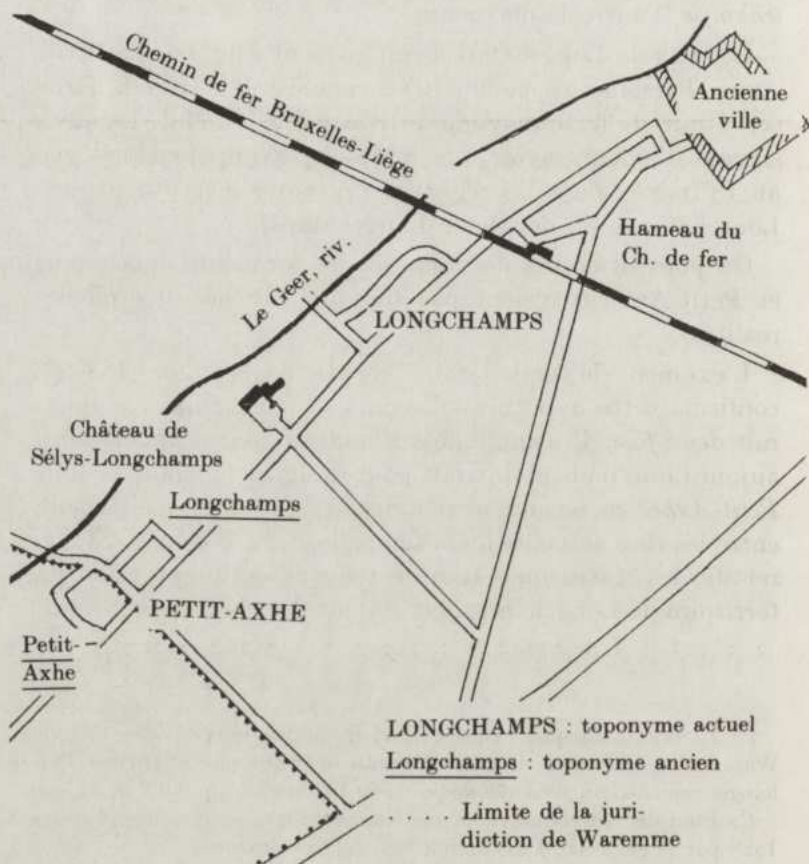 Chemin de fer Bruxelles-Liège
Ancienne
ville
Hameau du
Ch. de fer
Le Geer, riv.
LONGCHAMPS
Château de
Sélys-Longchamps
Longchamps
PETIT-AXHE
Petit-
Axhe
LONGCHAMPS : toponyme actuel
Longchamps : toponyme ancien
. . . . . Limite de la juri-
diction de Waremme